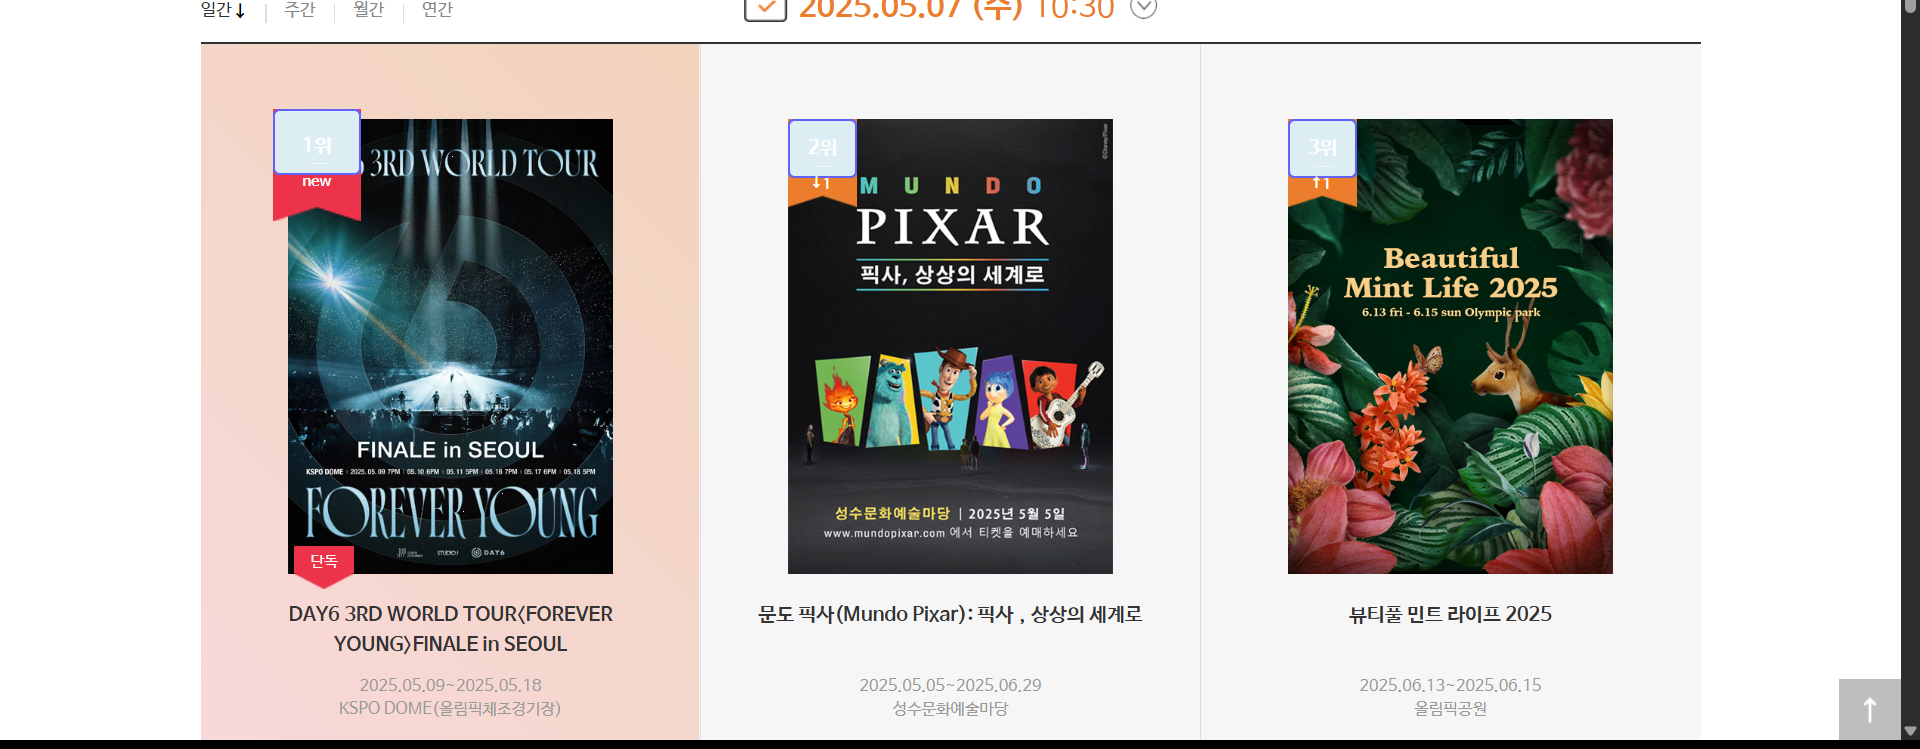 일간↓ 주간 월간 연간
2025.05.07 (수) 10:30
1위
new
3RD WORLD TOUR
FINALE in SEOUL
KSPO DOME | 2025. 05. 09 7PM | 05. 10 6PM | 05. 11 5PM | 05. 16 7PM | 05. 17 6PM | 05. 18 5PM
FOREVER YOUNG
STUDIO J DAY6
단독
DAY6 3RD WORLD TOUR〈FOREVER
YOUNG〉FINALE in SEOUL
2025.05.09~2025.05.18
KSPO DOME(올림픽체조경기장)
2위
↓1
©Disney/Pixar
MUNDO
PIXAR
픽사, 상상의 세계로
성수문화예술마당 | 2025년 5월 5일
www.mundopixar.com 에서 티켓을 예매하세요
문도 픽사(Mundo Pixar): 픽사 , 상상의 세계로
2025.05.05~2025.06.29
성수문화예술마당
3위
↑1
Beautiful
Mint Life 2025
6.13 fri - 6.15 sun Olympic park
뷰티풀 민트 라이프 2025
2025.06.13~2025.06.15
올림픽공원
↑